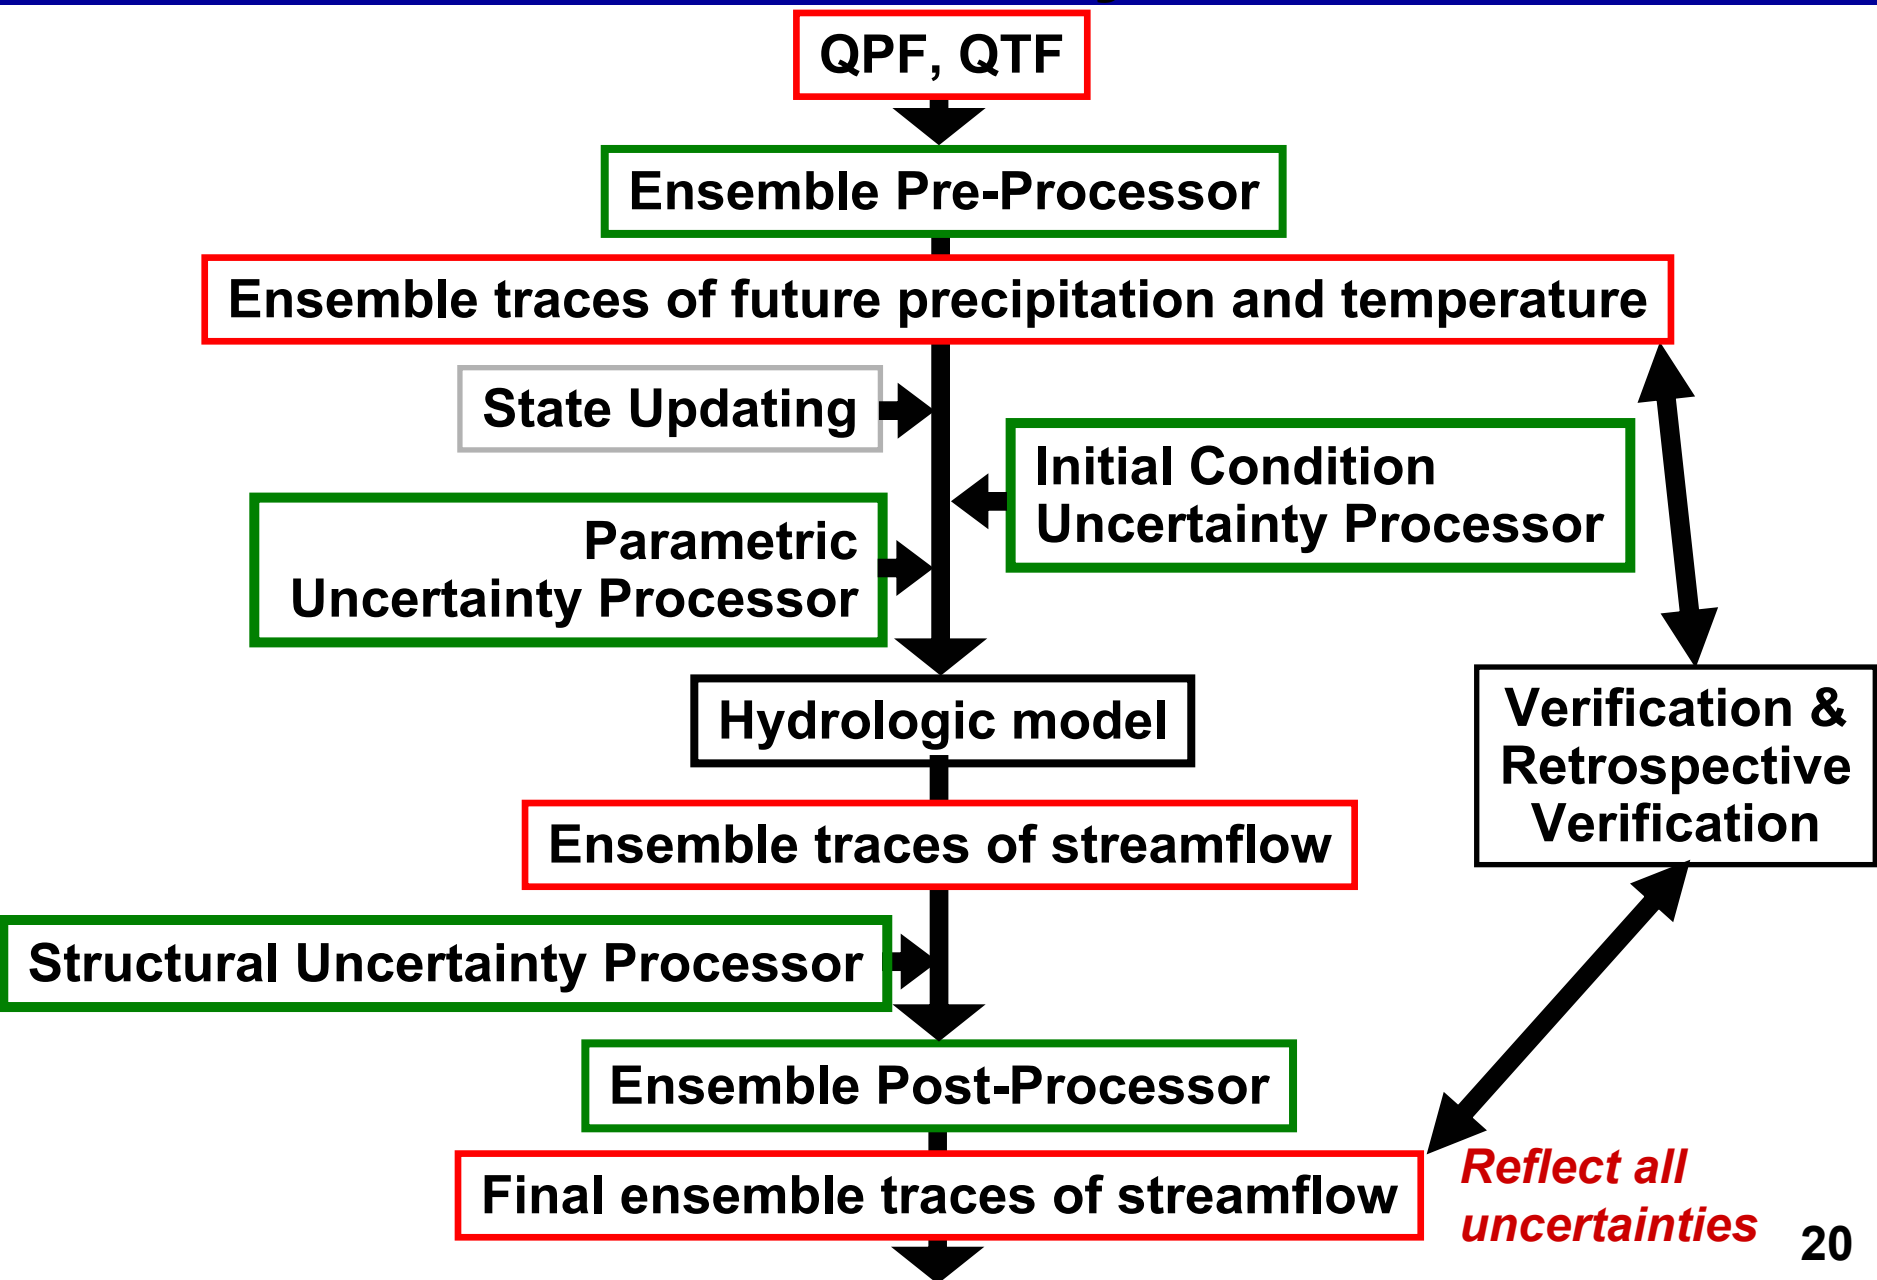 QPF, QTF
Ensemble Pre-Processor
Ensemble traces of future precipitation and temperature
State Updating
Initial Condition
Uncertainty Processor
Parametric
Uncertainty Processor
Hydrologic model
Verification &
Retrospective
Verification
Ensemble traces of streamflow
Structural Uncertainty Processor
Ensemble Post-Processor
Final ensemble traces of streamflow
Reflect all
uncertainties
20